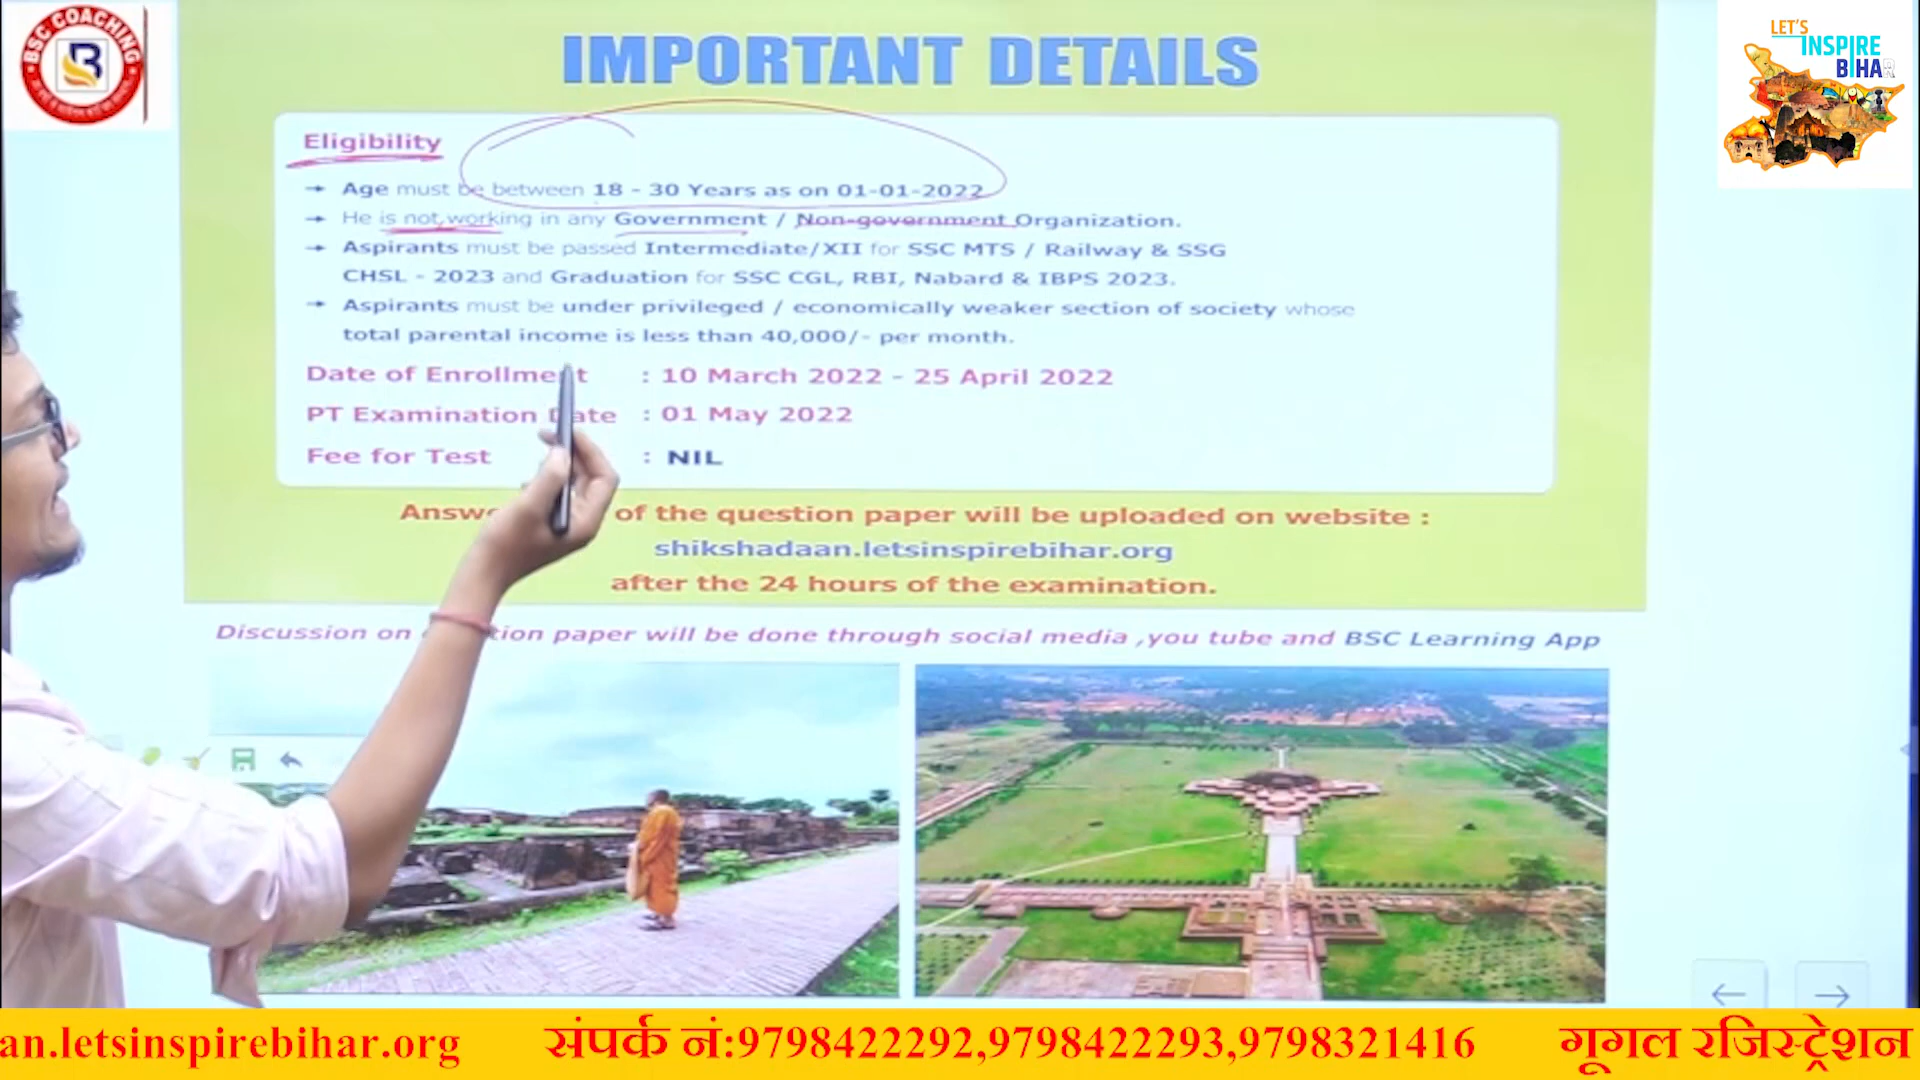 BSC COACHING
B
LET'S
INSPIRE
BIHAR
IMPORTANT DETAILS
Eligibility
Age must be between 18 - 30 Years as on 01-01-2022
He is not working in any Government / Non-government Organization.
Aspirants must be passed Intermediate/XII for SSC MTS / Railway & SSG
CHSL - 2023 and Graduation for SSC CGL, RBI, Nabard & IBPS 2023.
Aspirants must be under privileged / economically weaker section of society whose
total parental income is less than 40,000/- per month.
Date of Enrollment : 10 March 2022 - 25 April 2022
PT Examination Date : 01 May 2022
Fee for Test : NIL
of the question paper will be uploaded on website :
shikshadaan.letsinspirebihar.org
after the 24 hours of the examination.
Discussion on paper will be done through social media ,you tube and BSC Learning App
an.letsinspirebihar.org संपर्क नं:9798422292,9798422293,9798321416 गूगल रजिस्ट्रेशन